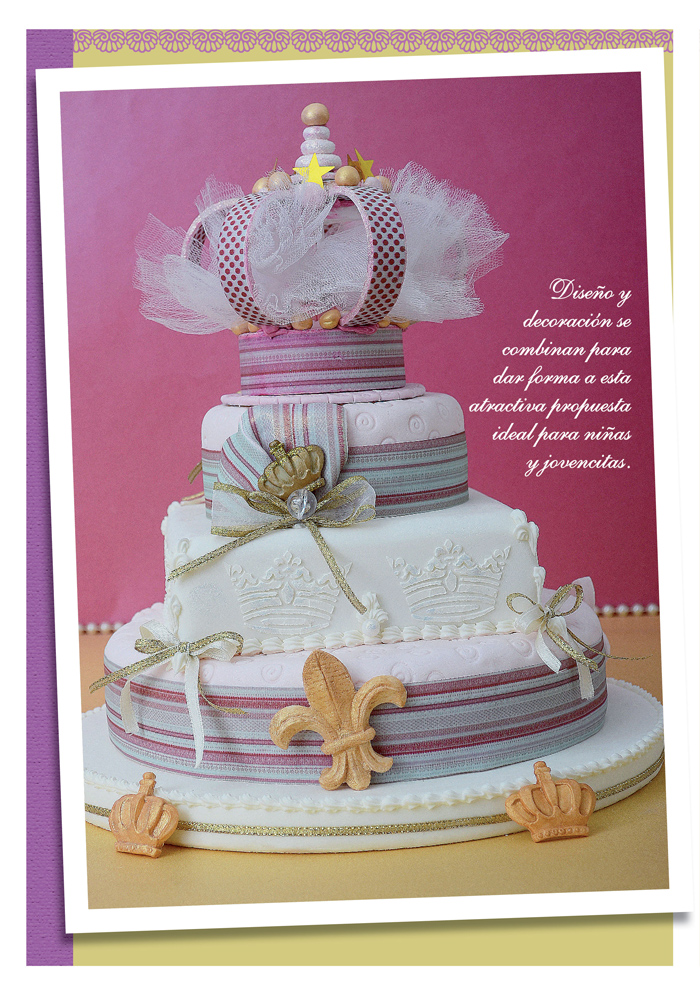 Diseño y
decoración se
combinan para
dar forma a esta
atractiva propuesta
ideal para niñas
y jovencitas.